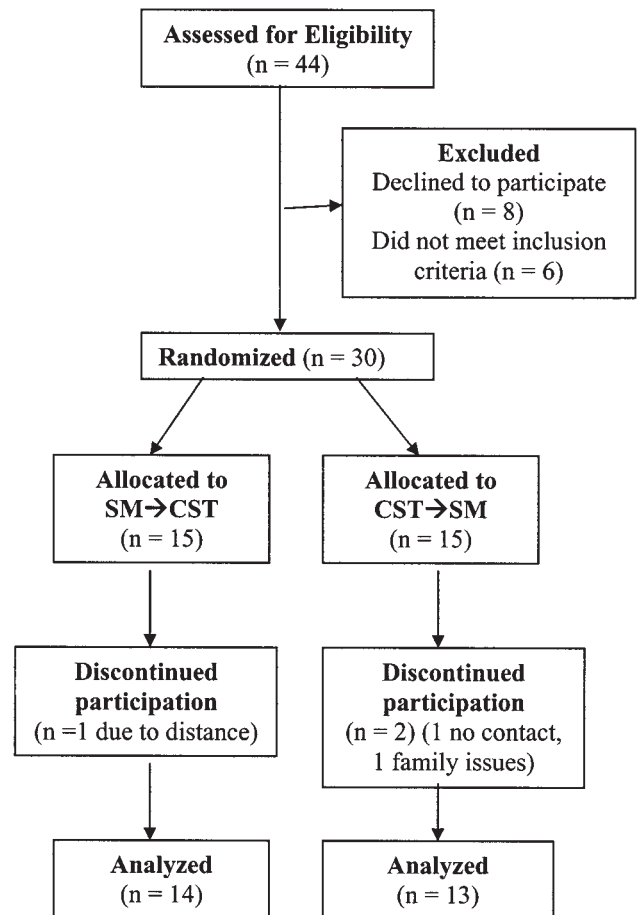 Assessed for Eligibility
(n = 44)
Excluded
Declined to participate
(n = 8)
Did not meet inclusion
criteria (n = 6)
Randomized (n = 30)
Allocated to
SM→CST
(n = 15)
Allocated to
CST→SM
(n = 15)
Discontinued
participation
(n =1 due to distance)
Discontinued
participation
(n = 2) (1 no contact,
1 family issues)
Analyzed
(n = 14)
Analyzed
(n = 13)